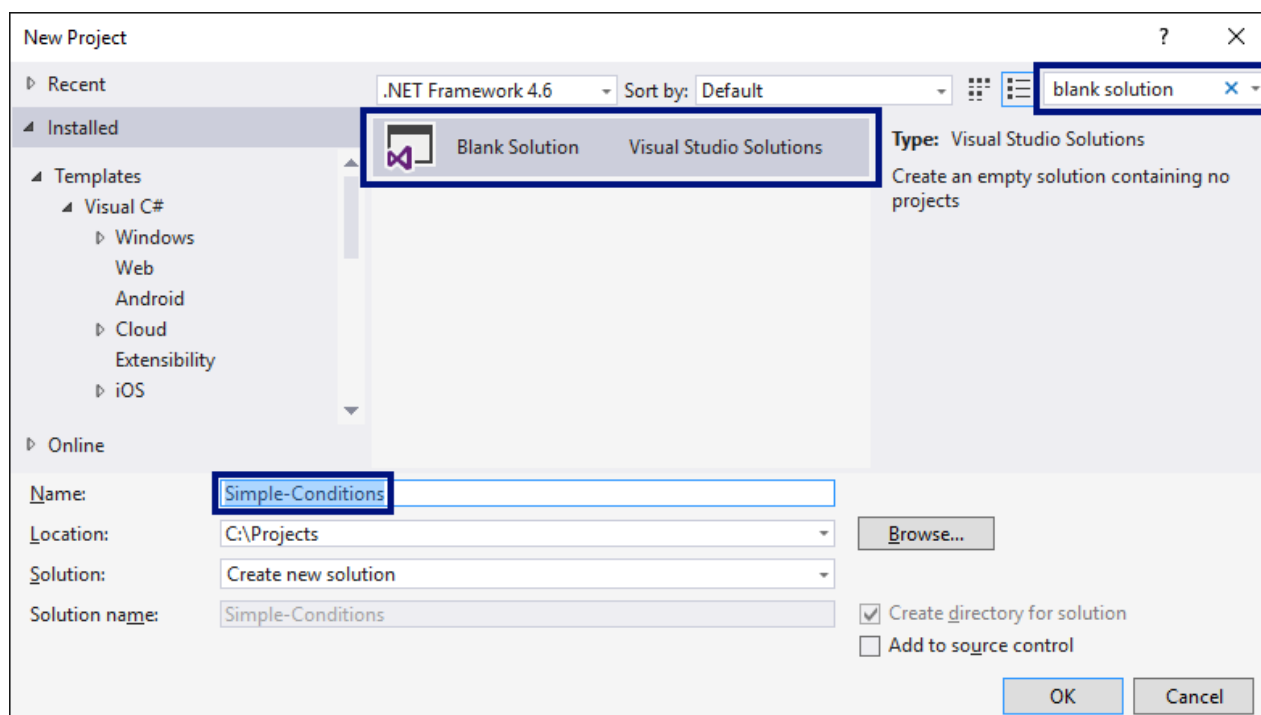 New Project
?
Recent
.NET Framework 4.6
Sort by: Default
blank solution
Installed
Templates
Visual C#
Windows
Web
Android
Cloud
Extensibility
iOS
Online
Blank Solution Visual Studio Solutions
Type: Visual Studio Solutions
Create an empty solution containing no
projects
Name: Simple-Conditions
Location: C:\Projects
Browse...
Solution: Create new solution
Solution name: Simple-Conditions
Create directory for solution
Add to source control
OK
Cancel